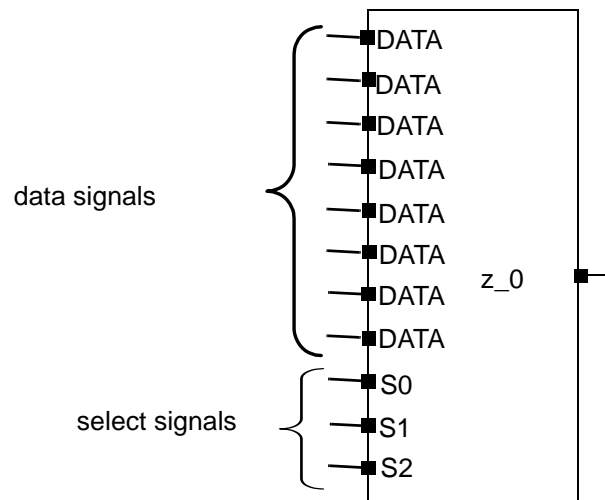 DATA
DATA
DATA
DATA
data signals
DATA
DATA
z_0
DATA
DATA
S0
select signals
S1
S2